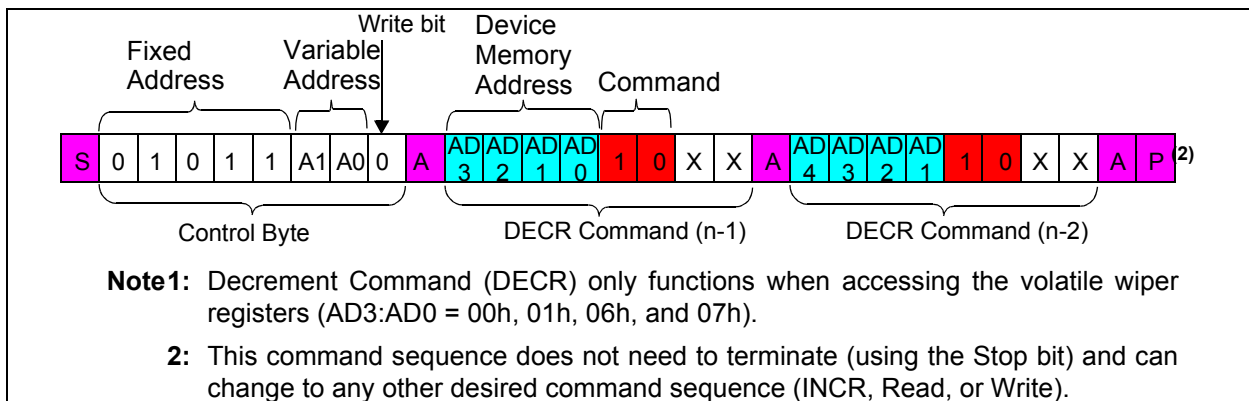 Write bit
Device
Memory
Address
Fixed
Address
Variable
Address
Command
S 0 1 0 1 1 A1 A0 0 A AD3 AD2 AD1 AD0 1 0 X X A AD4 AD3 AD2 AD1 1 0 X X A P (2)
Control Byte DECR Command (n-1) DECR Command (n-2)
Note1: Decrement Command (DECR) only functions when accessing the volatile wiper
registers (AD3:AD0 = 00h, 01h, 06h, and 07h).
2: This command sequence does not need to terminate (using the Stop bit) and can
change to any other desired command sequence (INCR, Read, or Write).